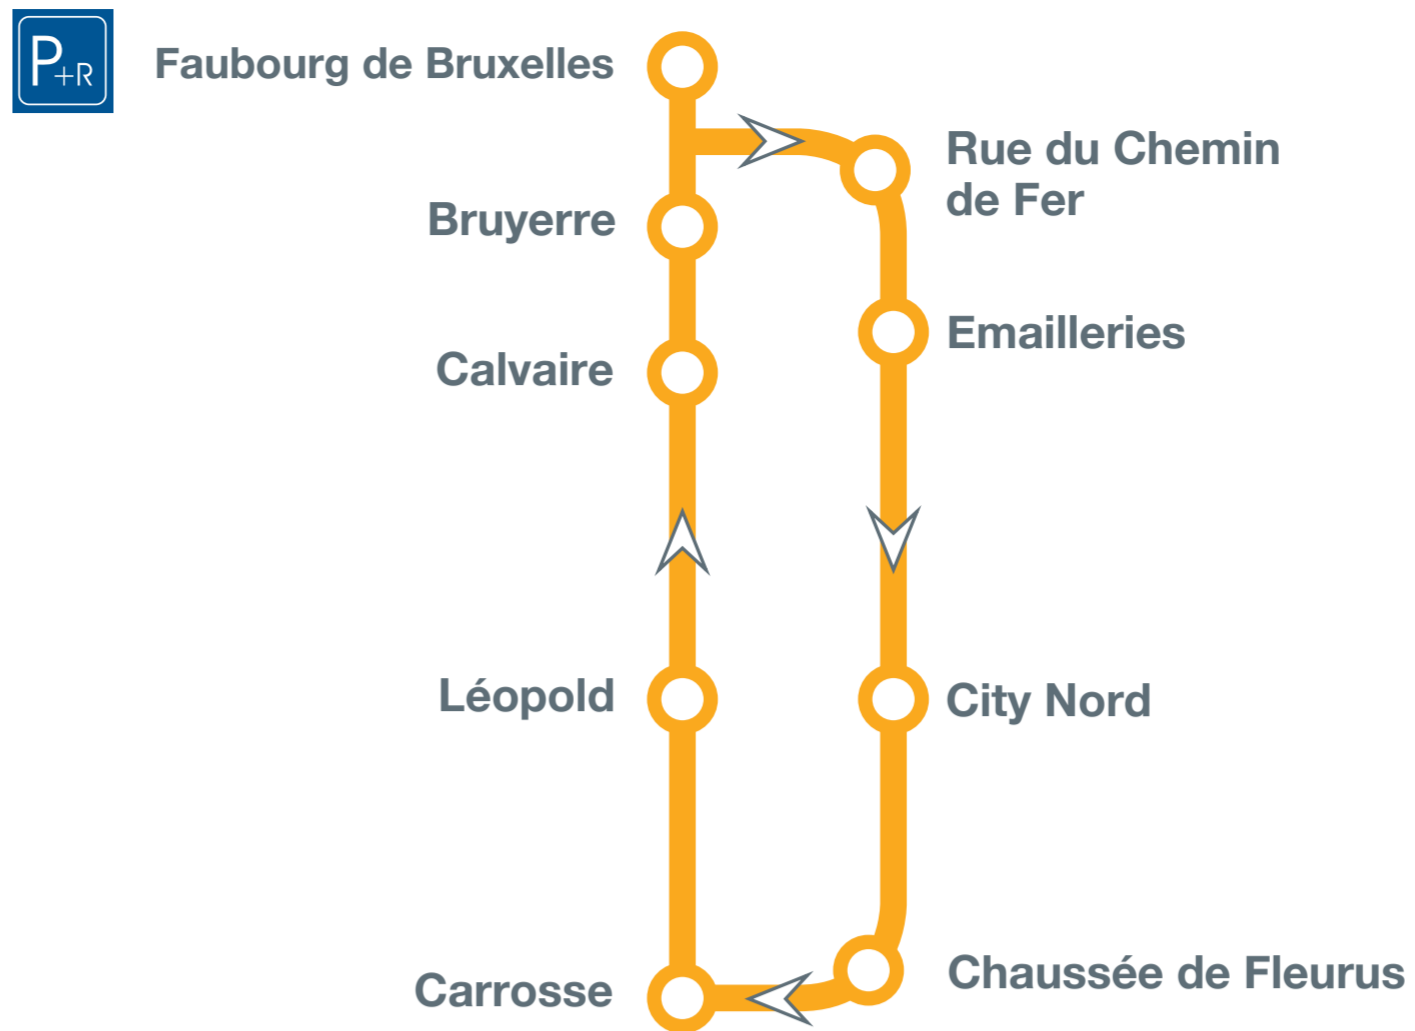 P+R
Faubourg de Bruxelles
Rue du Chemin
de Fer
Bruyerre
Emailleries
Calvaire
Léopold
City Nord
Chaussée de Fleurus
Carrosse